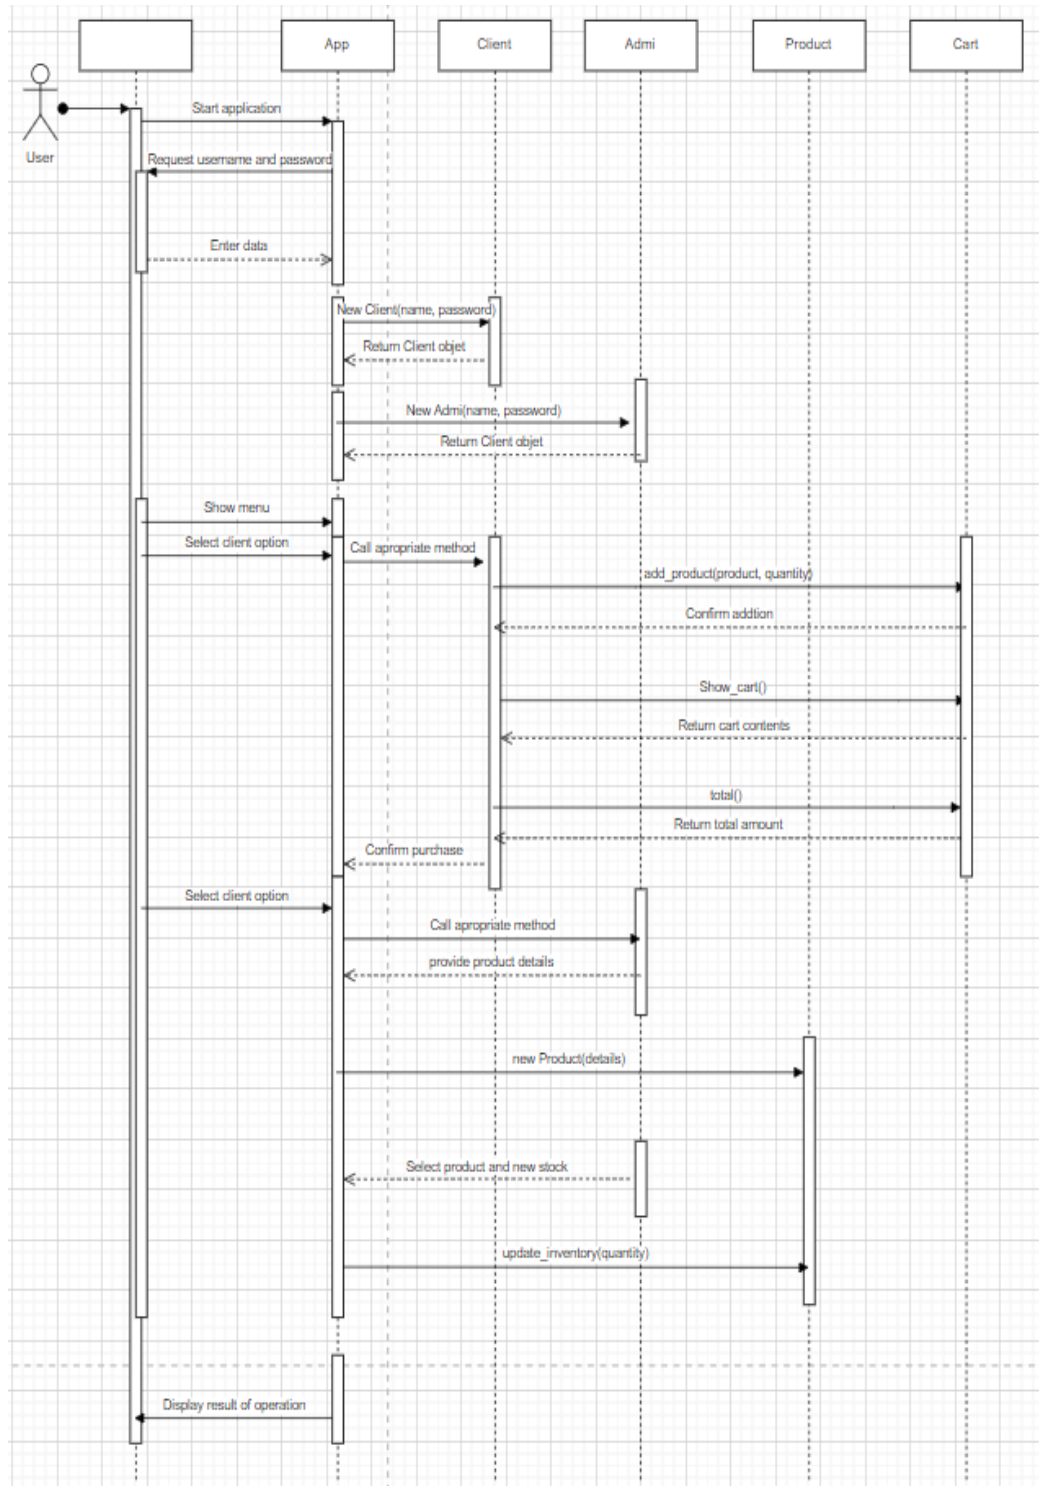 App
Client
Admi
Product
Cart
User
Start application
Request username and password
Enter data
New Client(name, password)
Return Client objet
New Admi(name, password)
Return Client objet
Show menu
Select client option
Call apropriate method
add_product(product, quantity)
Confirm addtion
Show_cart()
Return cart contents
total()
Return total amount
Confirm purchase
Select client option
Call apropriate method
provide product details
new Product(details)
Select product and new stock
update_inventory(quantity)
Display result of operation